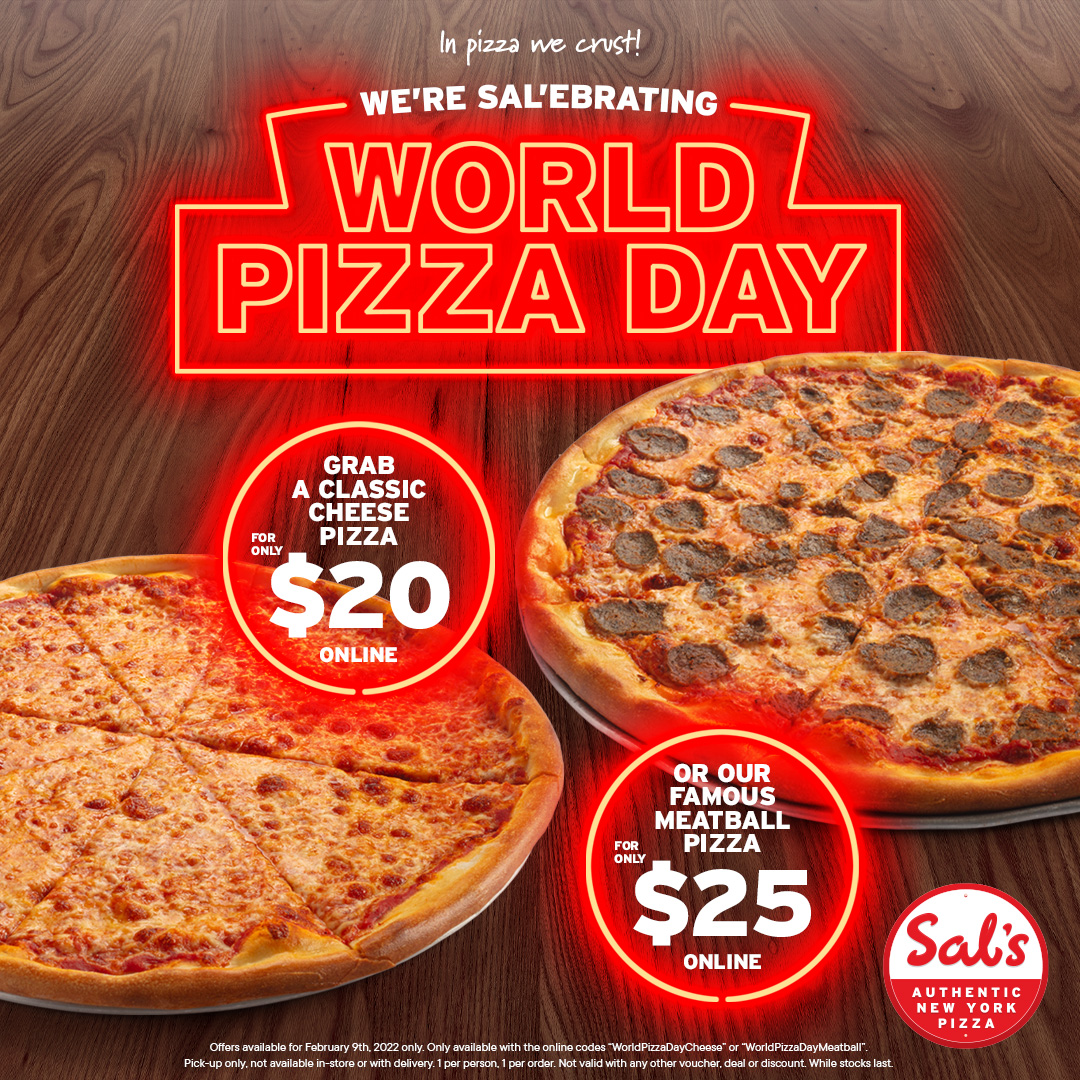 In pizza we crust!
WE'RE SAL'EBRATING
WORLD
PIZZA DAY
GRAB
A CLASSIC
CHEESE
PIZZA
FOR
ONLY
$20
ONLINE
OR OUR
FAMOUS
MEATBALL
PIZZA
FOR
ONLY
$25
ONLINE
Sal's
AUTHENTIC
NEW YORK
PIZZA
Offers available for February 9th, 2022 only. Only available with the online codes "WorldPizzaDayCheese" or "WorldPizzaDayMeatball".
Pick-up only, not available in-store or with delivery. 1 per person, 1 per order. Not valid with any other voucher, deal or discount. While stocks last.